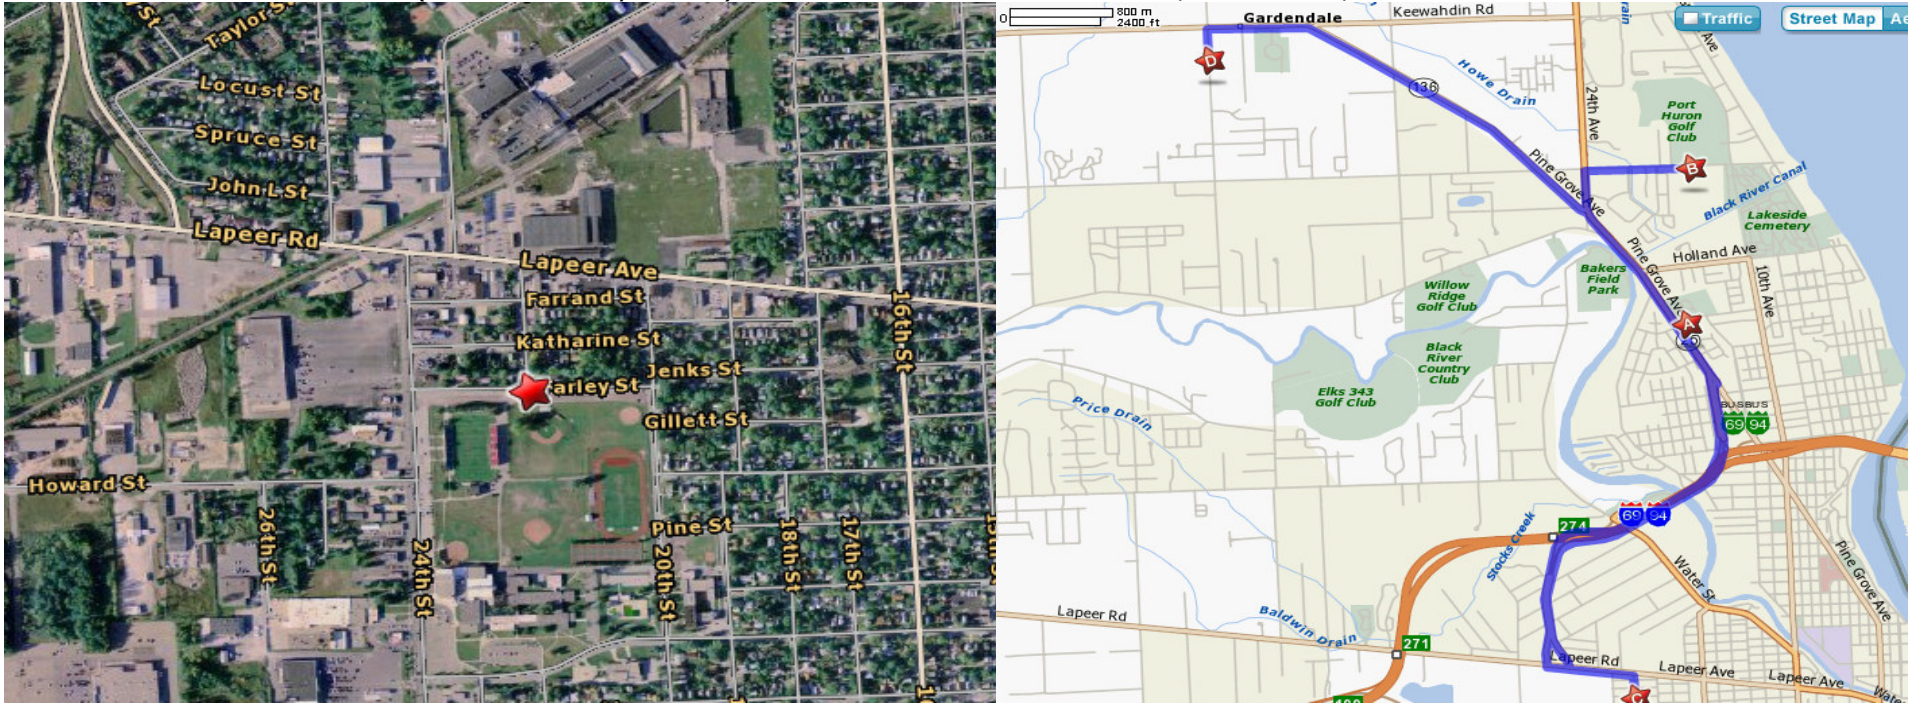 Taylor St
Locust St
Spruce St
John L St
Lapeer Rd
Lapeer Ave
Farrand St
Katharine St
Jenks St
arley St
Gillett St
16th St
Howard St
26th St
24th St
Pine St
20th St
18th St
17th St
0
800 m
2400 ft
Gardendale
Keewahdin Rd
Traffic
Street Map
Ae
D
136
Howe Drain
24th Ave
Port
Huron
Golf
Club
B
Pine Grove Ave
Black River Canal
Lakeside
Cemetery
Pine Grove Ave
Holland Ave
10th Ave
Bakers
Field
Park
Willow
Ridge
Golf Club
A
Black
River
Country
Club
Elks 343
Golf Club
Price Drain
BUS BUS
69 94
69 94
274
Stocks Creek
Water St
Pine Grove Ave
Lapeer Rd
Baldwin Drain
271
Lapeer Rd
Lapeer Ave
Lapeer Ave
C